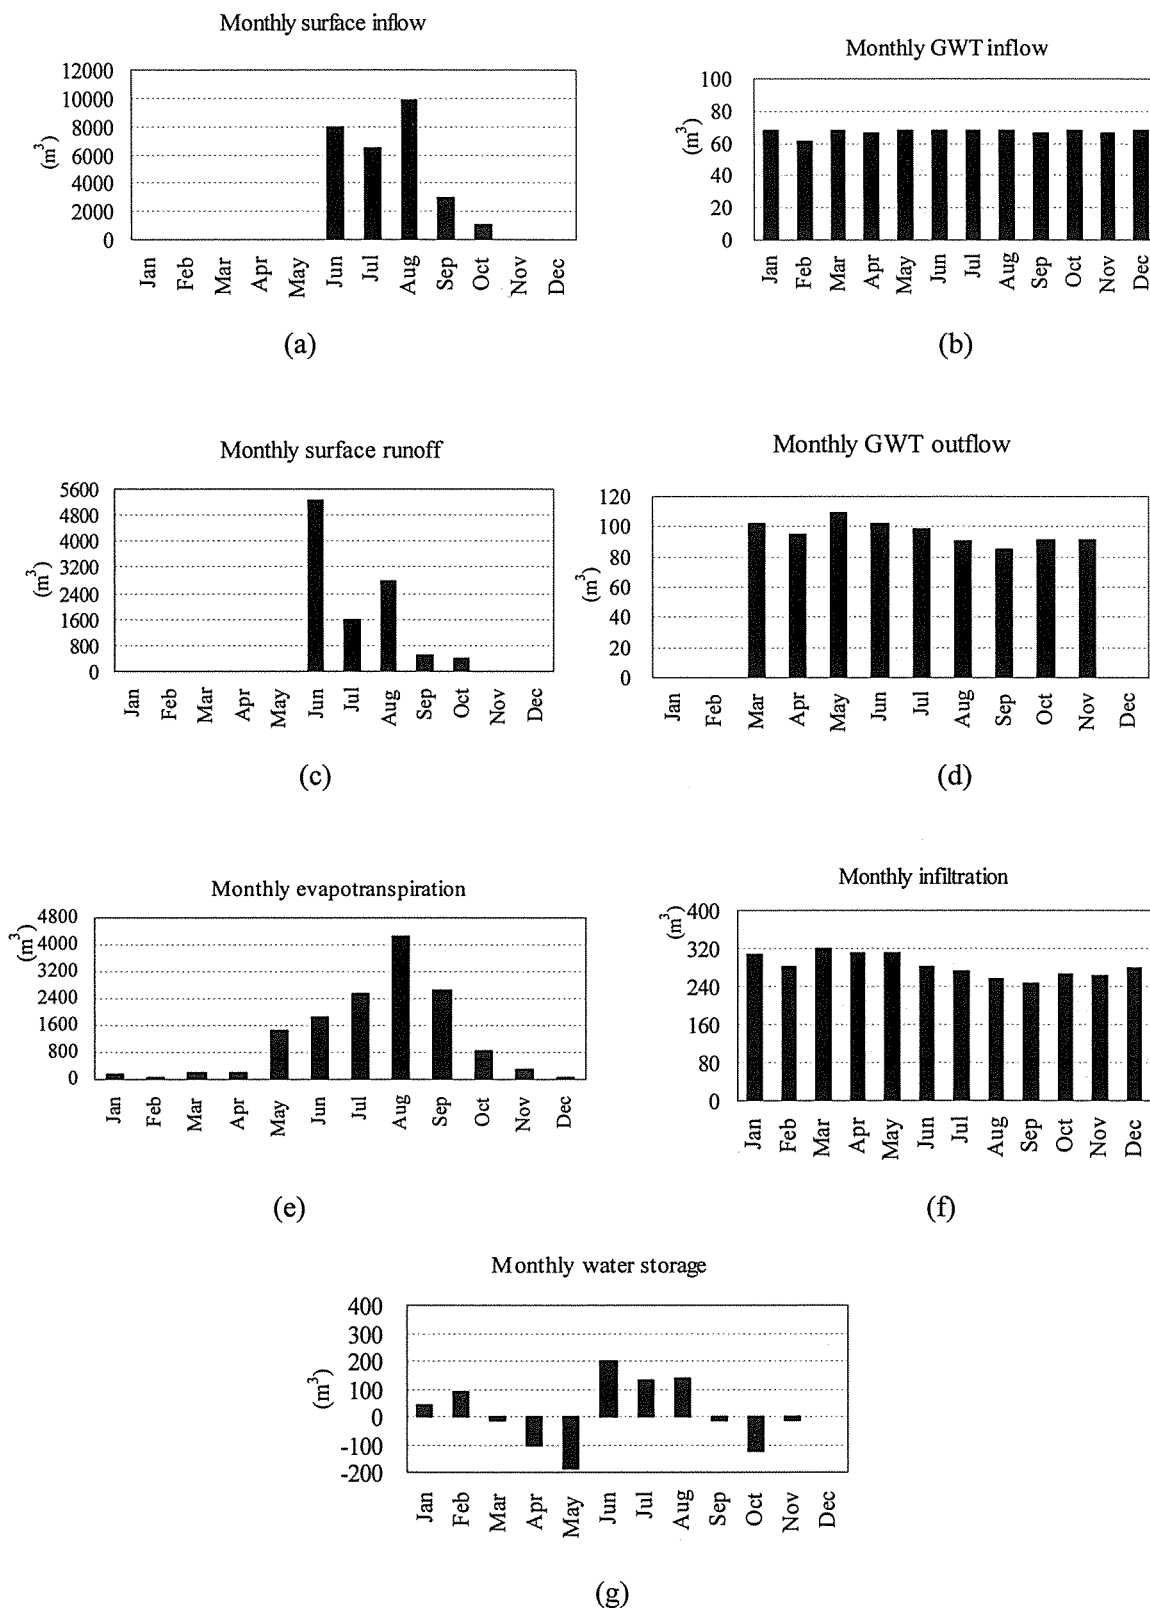 Monthly surface inflow
(m³)
12000
10000
8000
6000
4000
2000
0
Jan Feb Mar Apr May Jun Jul Aug Sep Oct Nov Dec
(a)
Monthly GWT inflow
(m³)
100
80
60
40
20
0
Jan Feb Mar Apr May Jun Jul Aug Sep Oct Nov Dec
(b)
Monthly surface runoff
(m³)
5600
4800
4000
3200
2400
1600
800
0
Jan Feb Mar Apr May Jun Jul Aug Sep Oct Nov Dec
(c)
Monthly GWT outflow
(m³)
120
100
80
60
40
20
0
Jan Feb Mar Apr May Jun Jul Aug Sep Oct Nov Dec
(d)
Monthly evapotranspiration
(m³)
4800
4000
3200
2400
1600
800
0
Jan Feb Mar Apr May Jun Jul Aug Sep Oct Nov Dec
(e)
Monthly infiltration
(m³)
400
320
240
160
80
0
Jan Feb Mar Apr May Jun Jul Aug Sep Oct Nov Dec
(f)
Monthly water storage
(m³)
400
300
200
100
0
-100
-200
Jan Feb Mar Apr May Jun Jul Aug Sep Oct Nov Dec
(g)